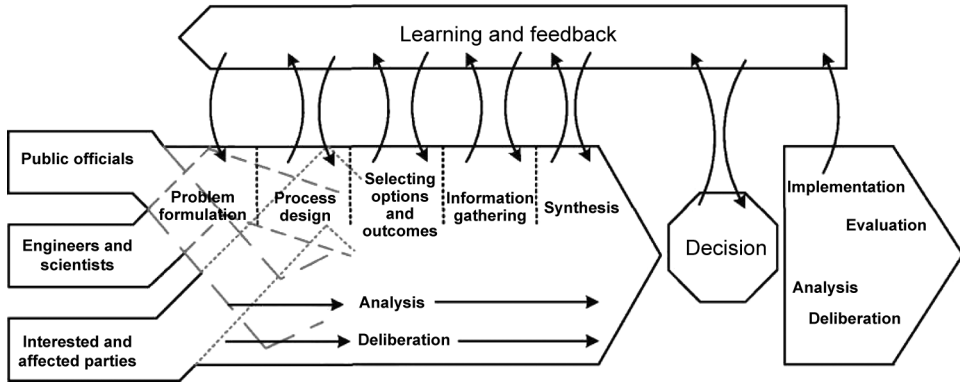 Learning and feedback
Public officials
Engineers and
scientists
Interested and
affected parties
Problem
formulation
Process
design
Selecting
options
and
outcomes
Information
gathering
Synthesis
Analysis
Deliberation
Decision
Implementation
Evaluation
Analysis
Deliberation